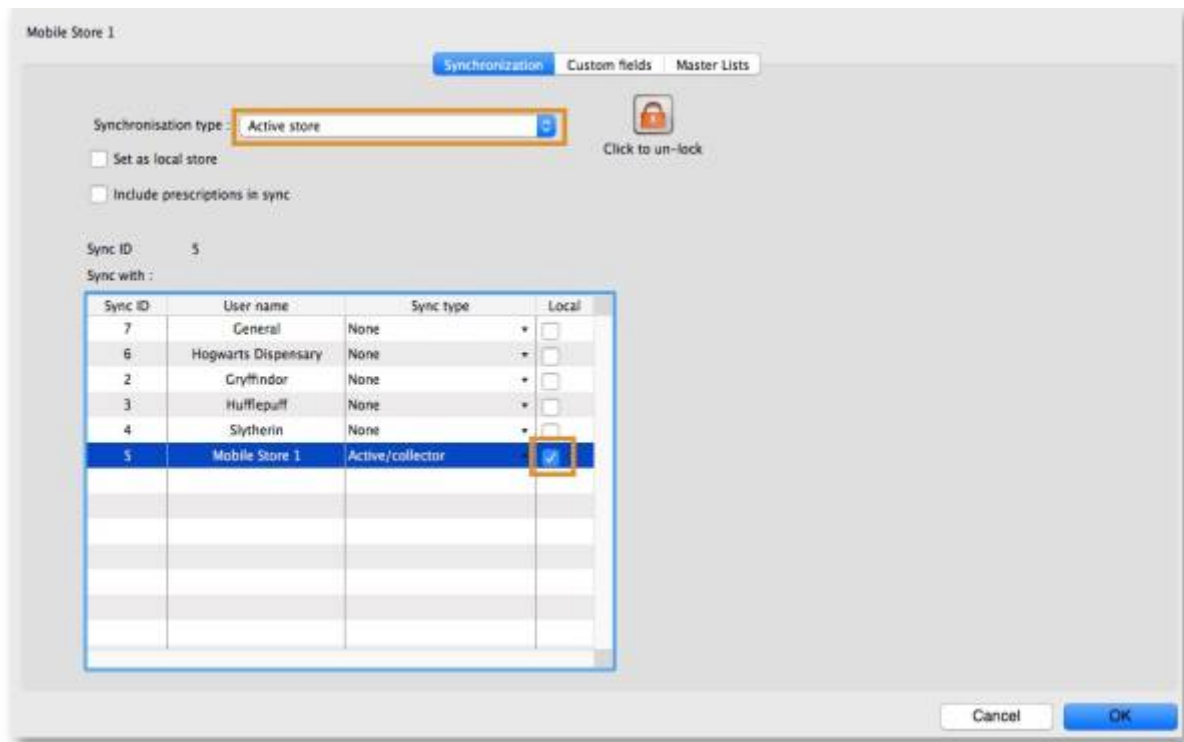 Mobile Store 1
Synchronization Custom fields Master Lists
Synchronisation type : Active store
Click to un-lock
Set as local store
Include prescriptions in sync
Sync ID 5
Sync with :
Sync ID User name Sync type Local
7 General None
6 Hogwarts Dispensary None
2 Gryffindor None
3 Hufflepuff None
4 Slytherin None
5 Mobile Store 1 Active/collector
Cancel OK